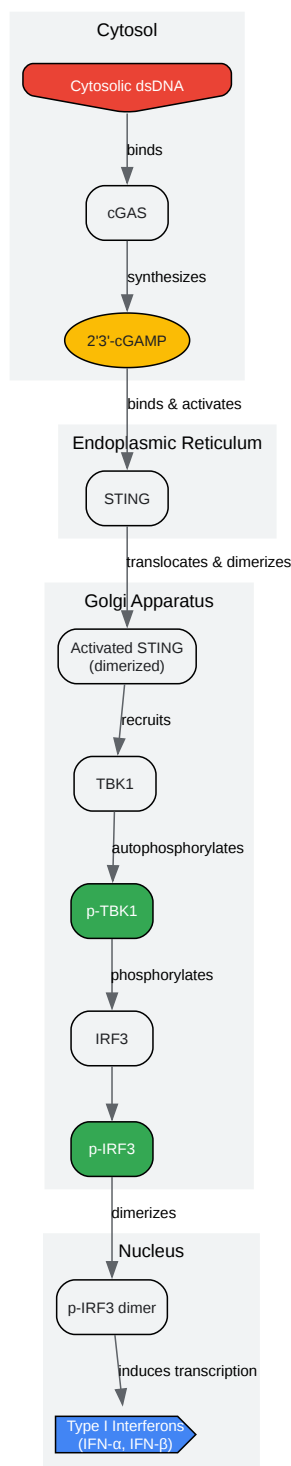 Cytosol
Cytosolic dsDNA
binds
cGAS
synthesizes
2'3'-cGAMP
binds & activates
Endoplasmic Reticulum
STING
translocates & dimerizes
Golgi Apparatus
Activated STING
(dimerized)
recruits
TBK1
autophosphorylates
p-TBK1
phosphorylates
IRF3
p-IRF3
dimerizes
Nucleus
p-IRF3 dimer
induces transcription
Type I Interferons
(IFN-α, IFN-β)